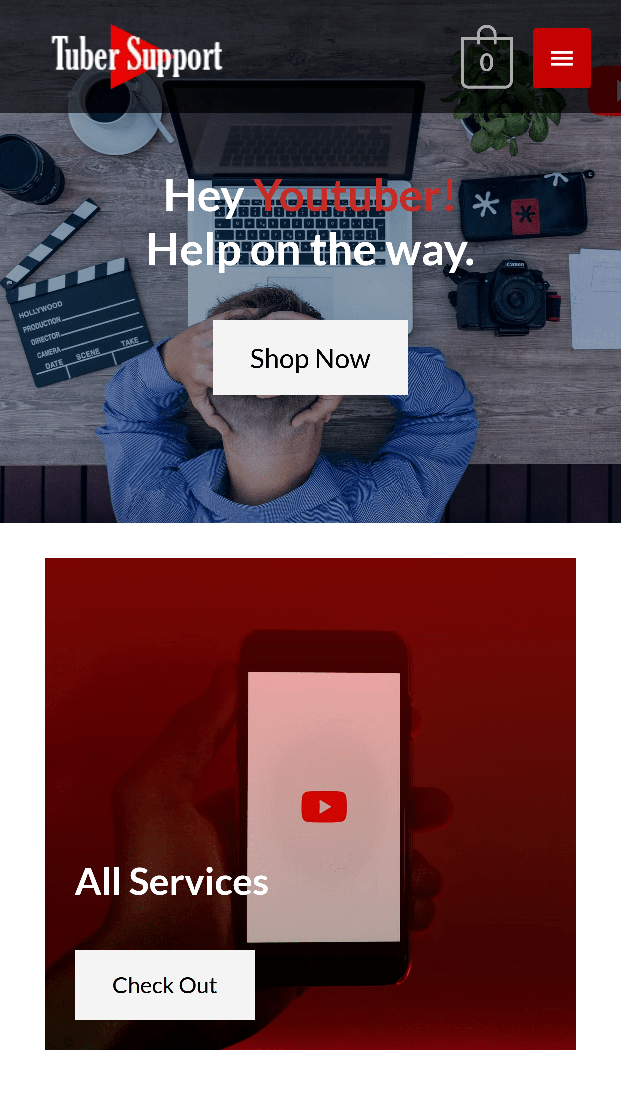 Tuber Support
0
Hey Youtuber!
Help on the way.
HOLLYWOOD
PRODUCTION
DIRECTOR
CAMERA
DATE SCENE TAKE
Canon
Shop Now
All Services
Check Out